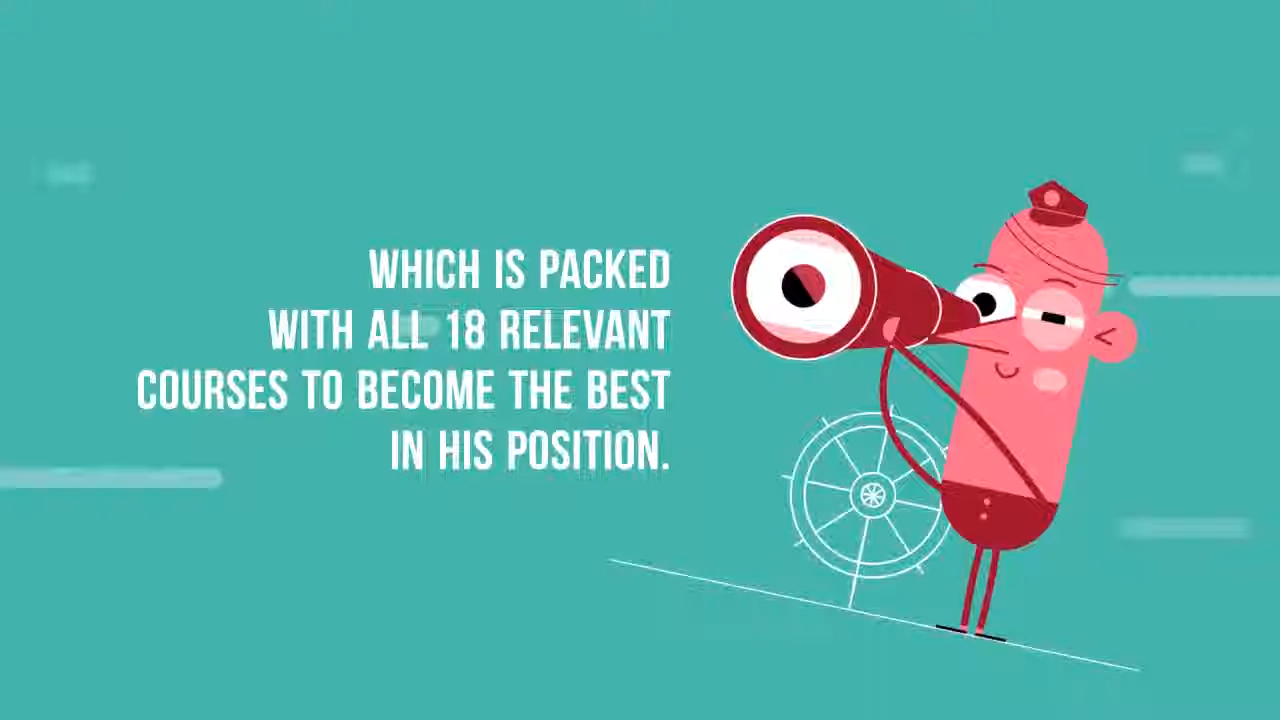 WHICH IS PACKED
WITH ALL 18 RELEVANT
COURSES TO BECOME THE BEST
IN HIS POSITION.